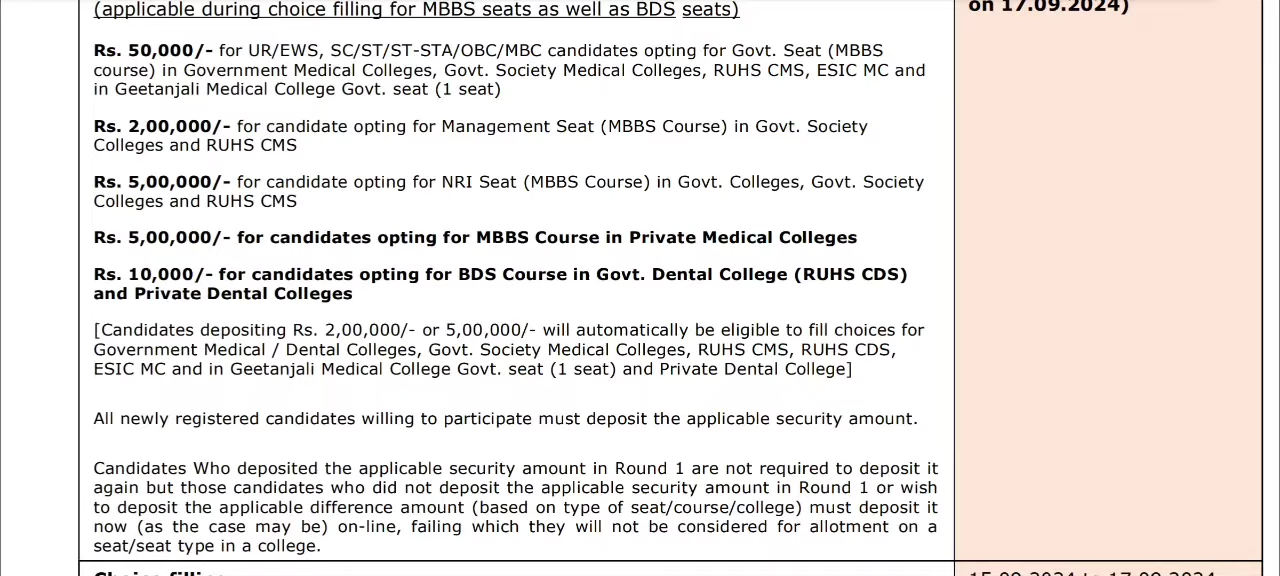 (applicable during choice filling for MBBS seats as well as BDS seats)
on 17.09.2024)
Rs. 50,000/- for UR/EWS, SC/ST/ST-STA/OBC/MBC candidates opting for Govt. Seat (MBBS
course) in Government Medical Colleges, Govt. Society Medical Colleges, RUHS CMS, ESIC MC and
in Geetanjali Medical College Govt. seat (1 seat)
Rs. 2,00,000/- for candidate opting for Management Seat (MBBS Course) in Govt. Society
Colleges and RUHS CMS
Rs. 5,00,000/- for candidate opting for NRI Seat (MBBS Course) in Govt. Colleges, Govt. Society
Colleges and RUHS CMS
Rs. 5,00,000/- for candidates opting for MBBS Course in Private Medical Colleges
Rs. 10,000/- for candidates opting for BDS Course in Govt. Dental College (RUHS CDS)
and Private Dental Colleges
[Candidates depositing Rs. 2,00,000/- or 5,00,000/- will automatically be eligible to fill choices for
Government Medical / Dental Colleges, Govt. Society Medical Colleges, RUHS CMS, RUHS CDS,
ESIC MC and in Geetanjali Medical College Govt. seat (1 seat) and Private Dental College]
All newly registered candidates willing to participate must deposit the applicable security amount.
Candidates Who deposited the applicable security amount in Round 1 are not required to deposit it
again but those candidates who did not deposit the applicable security amount in Round 1 or wish
to deposit the applicable difference amount (based on type of seat/course/college) must deposit it
now (as the case may be) on-line, failing which they will not be considered for allotment on a
seat/seat type in a college.
Choice filling
15.09.2024 to 17.09.2024